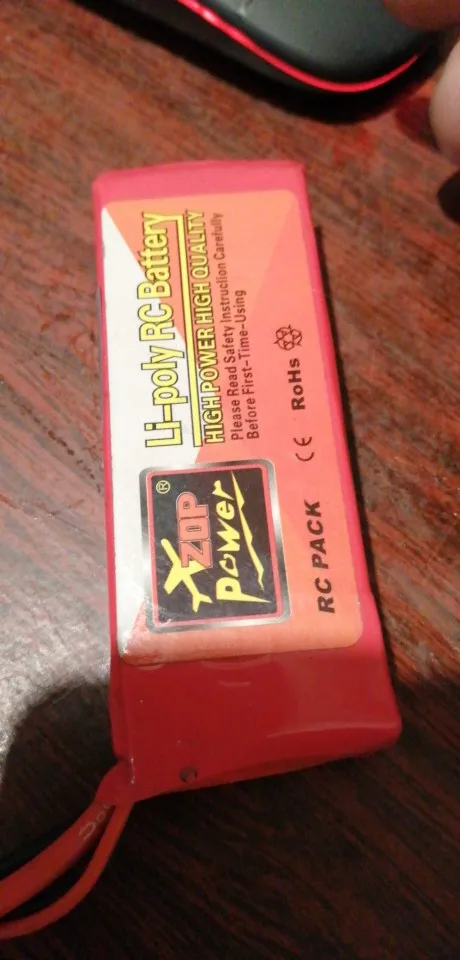 Li-poly RC Battery
HIGH POWER HIGH QUALITY
Please Read Safety Instruction Carefully
Before First-Time-Using
ZOP ®
power
RC PACK CE RoHs